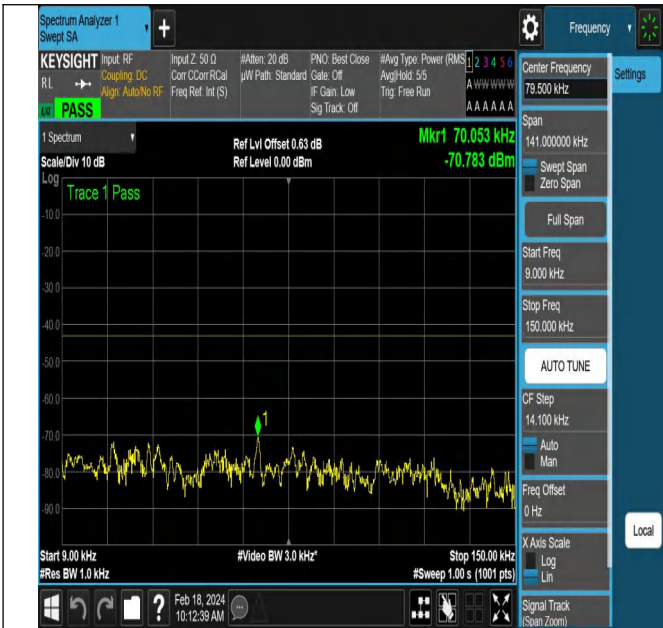 Spectrum Analyzer 1
Swept SA
+
Frequency
KEYSIGHT
RL
PASS
Input: RF
Coupling: DC
Align: Auto/No RF
Input Z: 50 Ω
Corr CCorr RCal
Freq Ref: Int (S)
#Atten: 20 dB
µW Path: Standard
PNO: Best Close
Gate: Off
IF Gain: Low
Sig Track: Off
#Avg Type: Power (RMS
Avg|Hold: 5/5
Trig: Free Run
1 2 3 4 5 6
A W W W W W
A A A A A A
1 Spectrum
Scale/Div 10 dB
Ref Lvl Offset 0.63 dB
Ref Level 0.00 dBm
Mkr1 70.053 kHz
-70.783 dBm
Log
Trace 1 Pass
-10.0
-20.0
-30.0
-40.0
-50.0
-60.0
1
-70.0
-80.0
-90.0
Start 9.00 kHz
#Res BW 1.0 kHz
#Video BW 3.0 kHz*
Stop 150.00 kHz
#Sweep 1.00 s (1001 pts)
?
Feb 18, 2024
10:12:39 AM
Center Frequency
79.500 kHz
Settings
Span
141.000000 kHz
Swept Span
Zero Span
Full Span
Start Freq
9.000 kHz
Stop Freq
150.000 kHz
AUTO TUNE
CF Step
14.100 kHz
Auto
Man
Freq Offset
0 Hz
X Axis Scale
Log
Lin
Local
Signal Track
(Span Zoom)